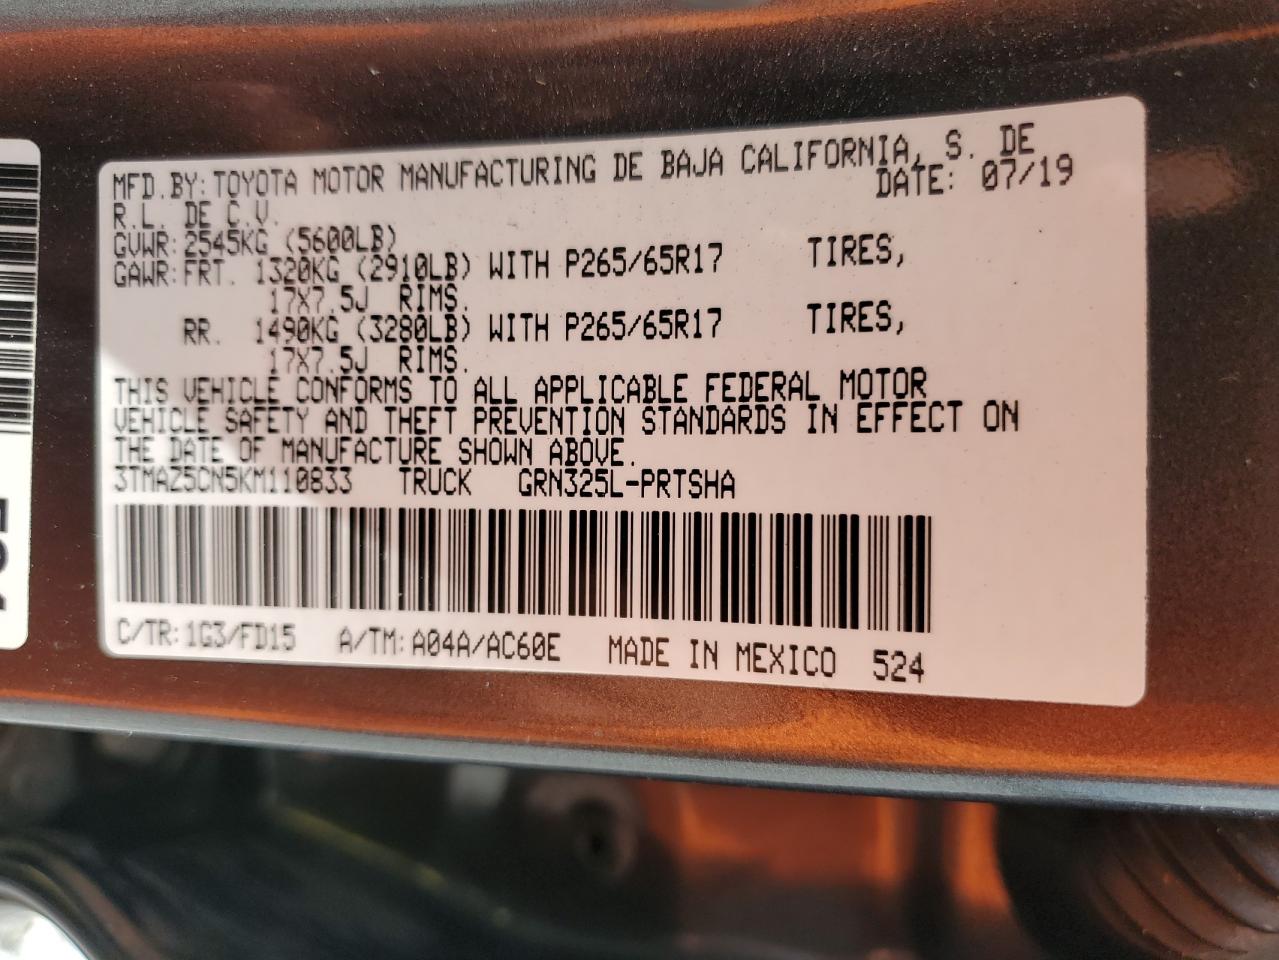 MFD.BY:TOYOTA MOTOR MANUFACTURING DE BAJA CALIFORNIA, S. DE
R.L. DE C.V. DATE: 07/19
GVWR:2545KG (5600LB)
GAWR:FRT. 1320KG (2910LB) WITH P265/65R17 TIRES,
17X7.5J RIMS.
RR. 1490KG (3280LB) WITH P265/65R17 TIRES,
17X7.5J RIMS.
THIS VEHICLE CONFORMS TO ALL APPLICABLE FEDERAL MOTOR
VEHICLE SAFETY AND THEFT PREVENTION STANDARDS IN EFFECT ON
THE DATE OF MANUFACTURE SHOWN ABOVE.
3TMAZ5CN5KM110833 TRUCK GRN325L-PRTSHA
C/TR:1G3/FD15 A/TM:A04A/AC60E MADE IN MEXICO 524